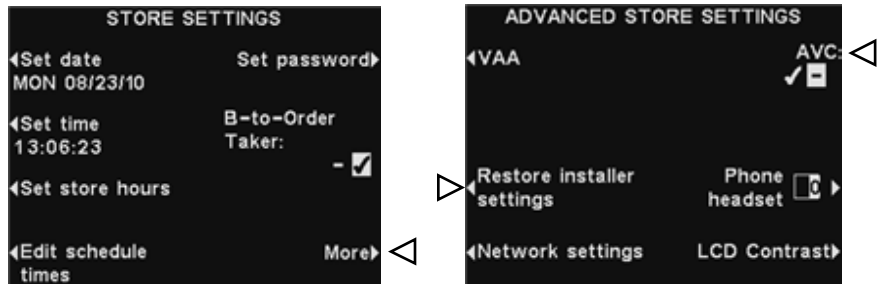 STORE SETTINGS
Set date
MON 08/23/10
Set password
Set time
13:06:23
B-to-Order
Taker:
- ✓
Set store hours
Edit schedule
times
More
ADVANCED STORE SETTINGS
VAA
AVC:
✓ -
Restore installer
settings
Phone
headset
0
Network settings
LCD Contrast